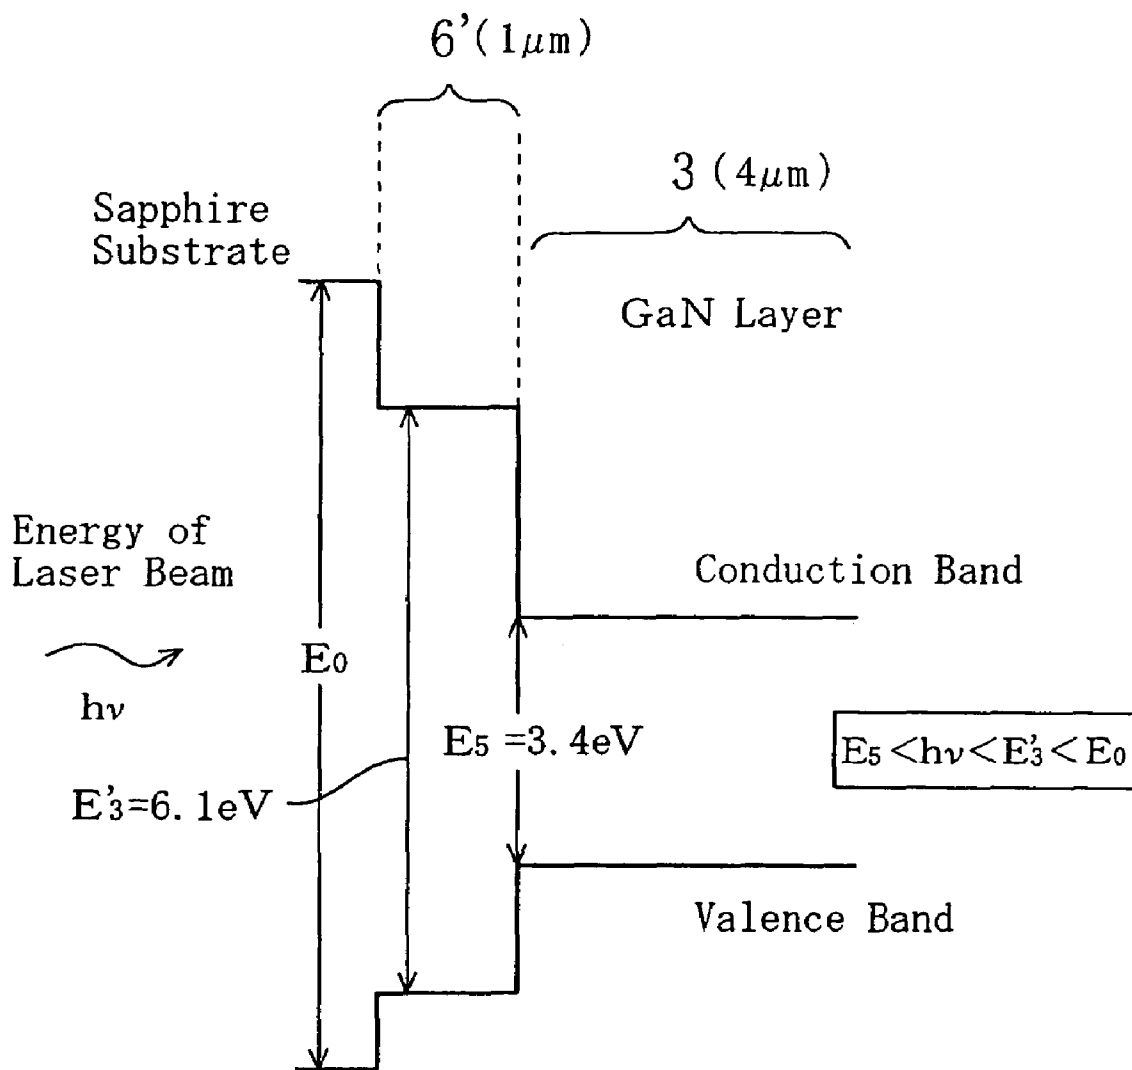 6'(1μm)
3 (4μm)
Sapphire
Substrate
GaN Layer
Energy of
Laser Beam
Conduction Band
E₀
hν
E₅ =3.4eV
E₅<hν<E'₃<E₀
E'₃=6.1eV
Valence Band